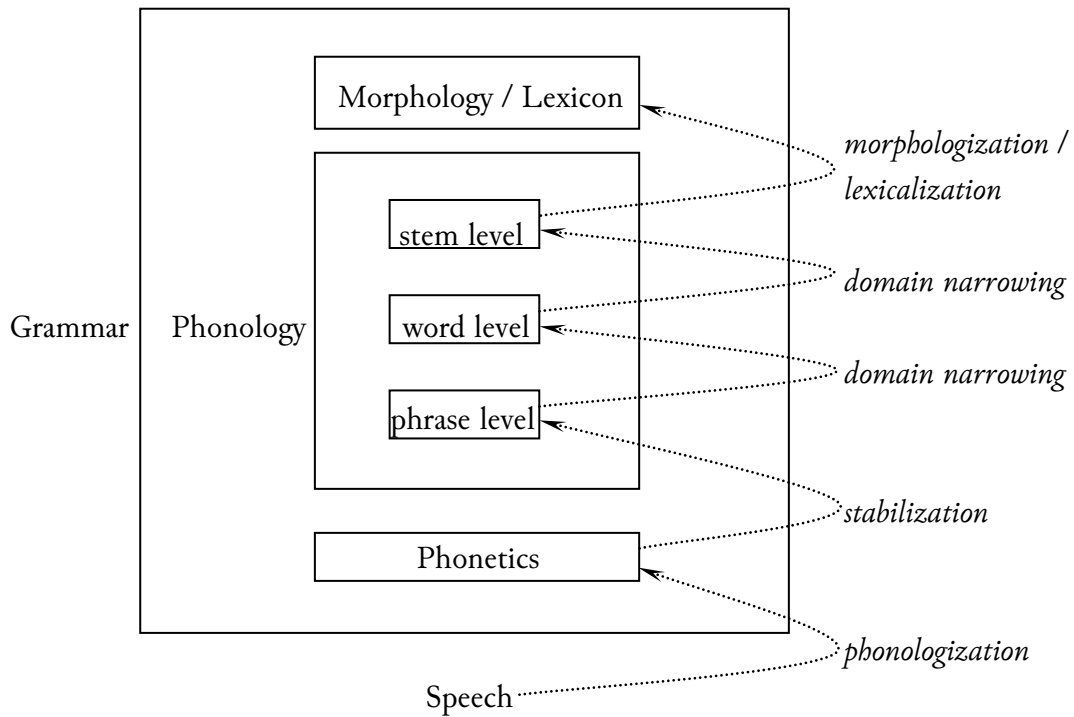 Morphology / Lexicon
morphologization /
lexicalization
stem level
domain narrowing
Grammar
Phonology
word level
domain narrowing
phrase level
stabilization
Phonetics
phonologization
Speech